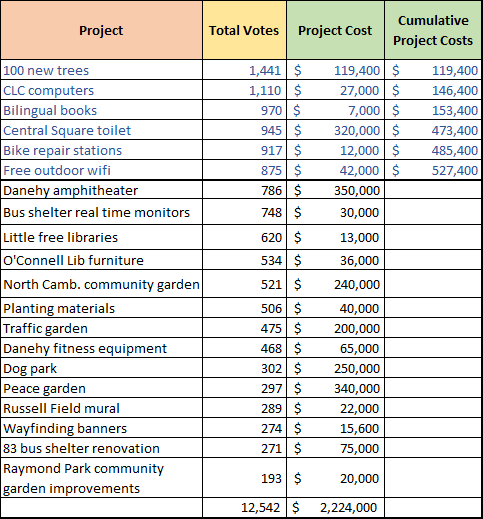 Project Total Votes Project Cost Cumulative
Project Costs
100 new trees 1,441 $ 119,400 $ 119,400
CLC computers 1,110 $ 27,000 $ 146,400
Bilingual books 970 $ 7,000 $ 153,400
Central Square toilet 945 $ 320,000 $ 473,400
Bike repair stations 917 $ 12,000 $ 485,400
Free outdoor wifi 875 $ 42,000 $ 527,400
Danehy amphitheater 786 $ 350,000
Bus shelter real time monitors 748 $ 30,000
Little free libraries 620 $ 13,000
O'Connell Lib furniture 534 $ 36,000
North Camb. community garden 521 $ 240,000
Planting materials 506 $ 40,000
Traffic garden 475 $ 200,000
Danehy fitness equipment 468 $ 65,000
Dog park 302 $ 250,000
Peace garden 297 $ 340,000
Russell Field mural 289 $ 22,000
Wayfinding banners 274 $ 15,600
83 bus shelter renovation 271 $ 75,000
Raymond Park community
garden improvements 193 $ 20,000
12,542 $ 2,224,000